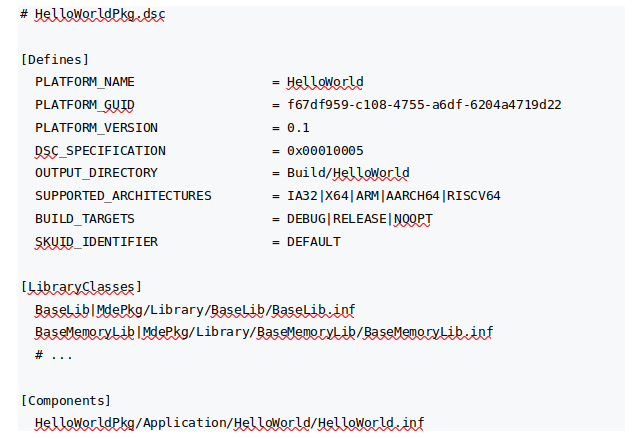 # HelloWorldPkg.dsc
[Defines]
PLATFORM_NAME = HelloWorld
PLATFORM_GUID = f67df959-c108-4755-a6df-6204a4719d22
PLATFORM_VERSION = 0.1
DSC_SPECIFICATION = 0x00010005
OUTPUT_DIRECTORY = Build/HelloWorld
SUPPORTED_ARCHITECTURES = IA32|X64|ARM|AARCH64|RISCV64
BUILD_TARGETS = DEBUG|RELEASE|NOOPT
SKUID_IDENTIFIER = DEFAULT
[LibraryClasses]
BaseLib|MdePkg/Library/BaseLib/BaseLib.inf
BaseMemoryLib|MdePkg/Library/BaseMemoryLib/BaseMemoryLib.inf
# ...
[Components]
HelloWorldPkg/Application/HelloWorld/HelloWorld.inf